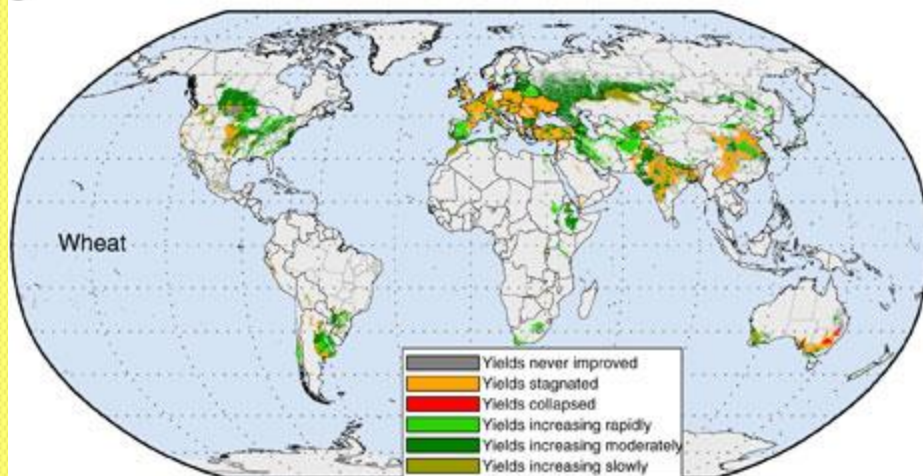 Wheat
Yields never improved
Yields stagnated
Yields collapsed
Yields increasing rapidly
Yields increasing moderately
Yields increasing slowly